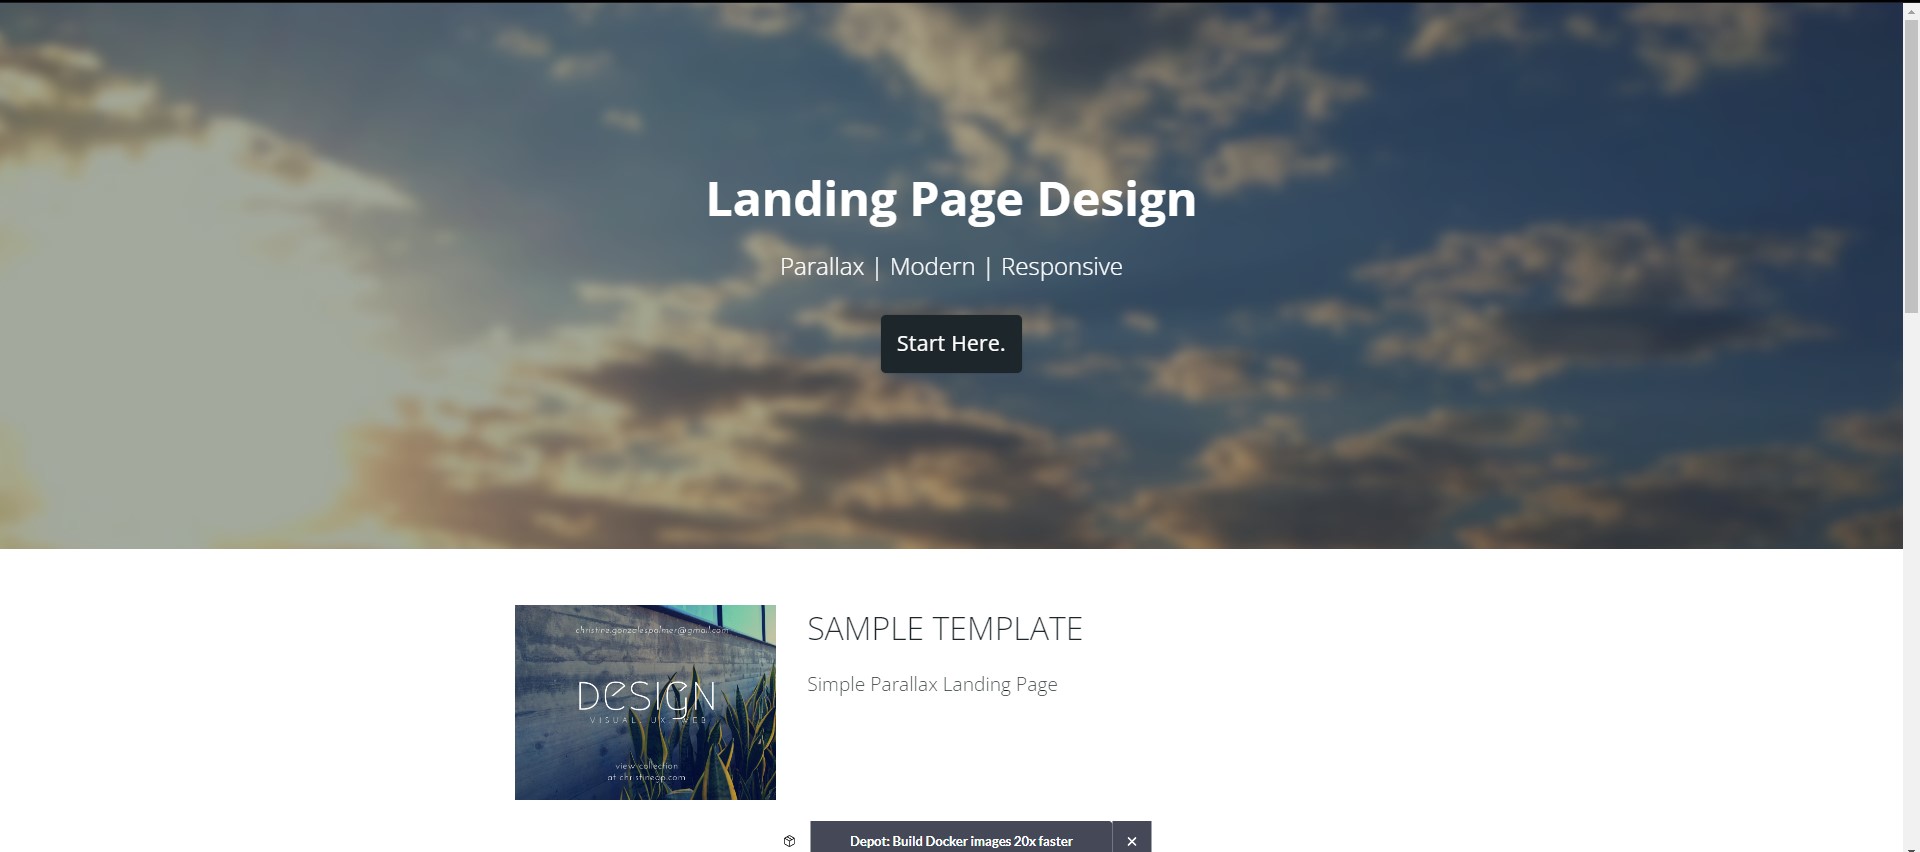 Landing Page Design
Parallax | Modern | Responsive
Start Here.
christine.gonzalespalmer@gmail.com
DESIGN
VISUAL. UX. WEB
view collection
at christinegp.com
SAMPLE TEMPLATE
Simple Parallax Landing Page
Depot: Build Docker images 20x faster